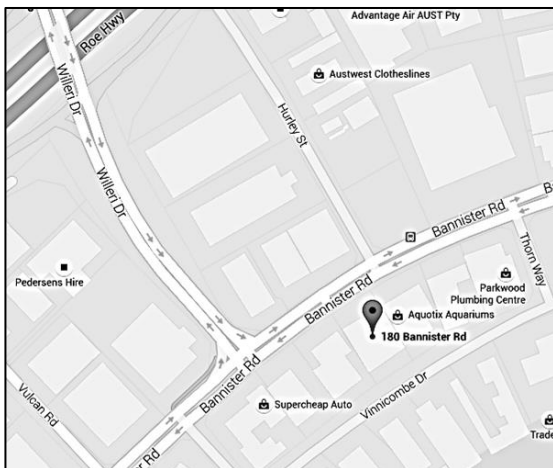 Advantage Air AUST Pty
Roe Hwy
Willeri Dr
Austwest Clotheslines
Hurley St
Willeri Dr
Bannister Rd
Thorn Way
Pedersens Hire
Bannister Rd
Parkwood
Plumbing Centre
Aquotix Aquariums
180 Bannister Rd
Bannister Rd
Vinnicombe Dr
Supercheap Auto
Vulcan Rd
er Rd
Trade